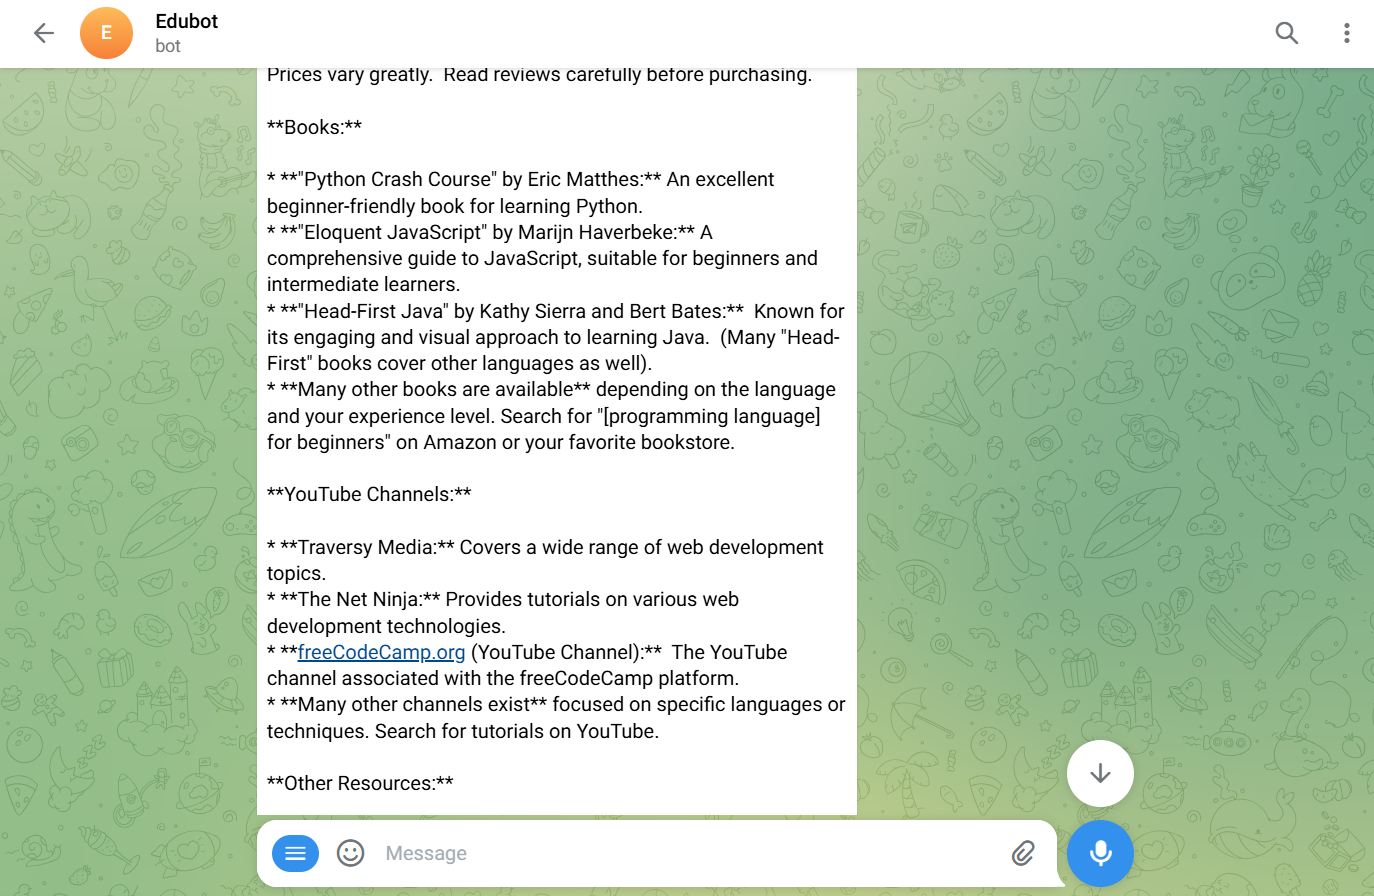 E
Edubot
bot
Prices vary greatly.  Read reviews carefully before purchasing.
**Books:**
* **"Python Crash Course" by Eric Matthes:** An excellent
beginner-friendly book for learning Python.
* **"Eloquent JavaScript" by Marijn Haverbeke:** A
comprehensive guide to JavaScript, suitable for beginners and
intermediate learners.
* **"Head-First Java" by Kathy Sierra and Bert Bates:**  Known for
its engaging and visual approach to learning Java.  (Many "Head-
First" books cover other languages as well).
* **Many other books are available** depending on the language
and your experience level. Search for "[programming language]
for beginners" on Amazon or your favorite bookstore.
**YouTube Channels:**
* **Traversy Media:** Covers a wide range of web development
topics.
* **The Net Ninja:** Provides tutorials on various web
development technologies.
* **freeCodeCamp.org (YouTube Channel):**  The YouTube
channel associated with the freeCodeCamp platform.
* **Many other channels exist** focused on specific languages or
techniques. Search for tutorials on YouTube.
**Other Resources:**
Message